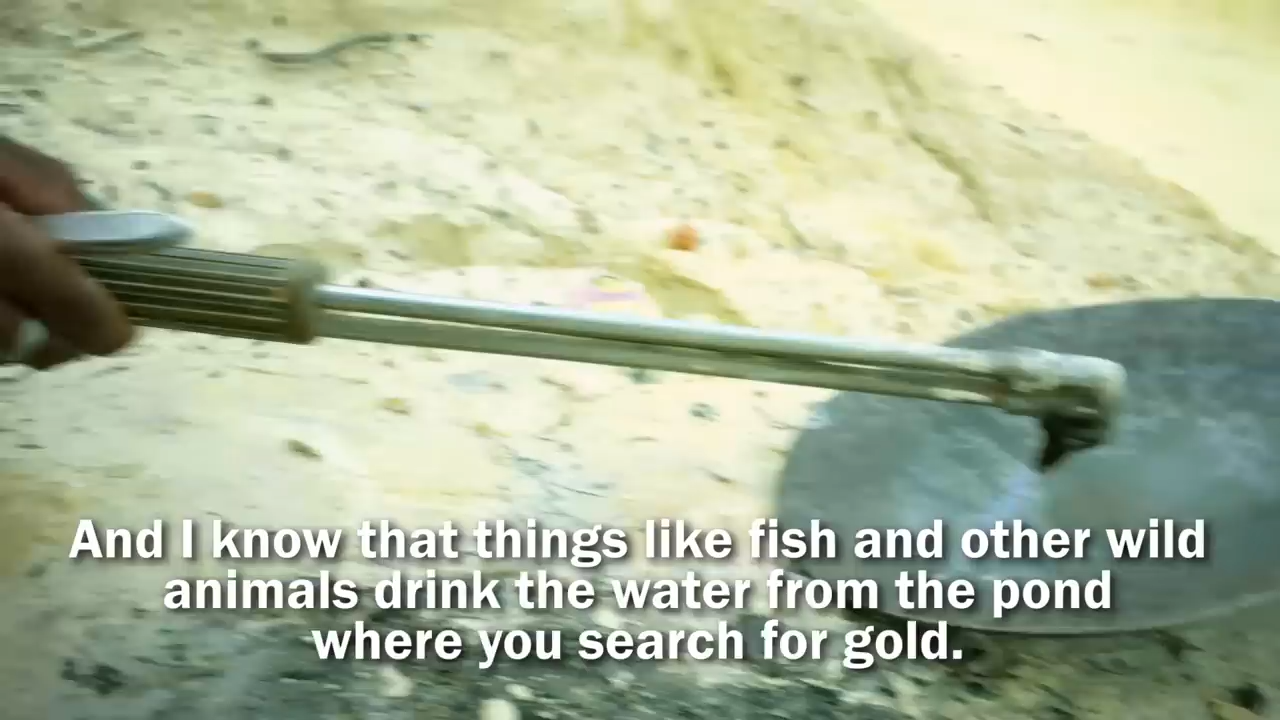 And I know that things like fish and other wild
animals drink the water from the pond
where you search for gold.